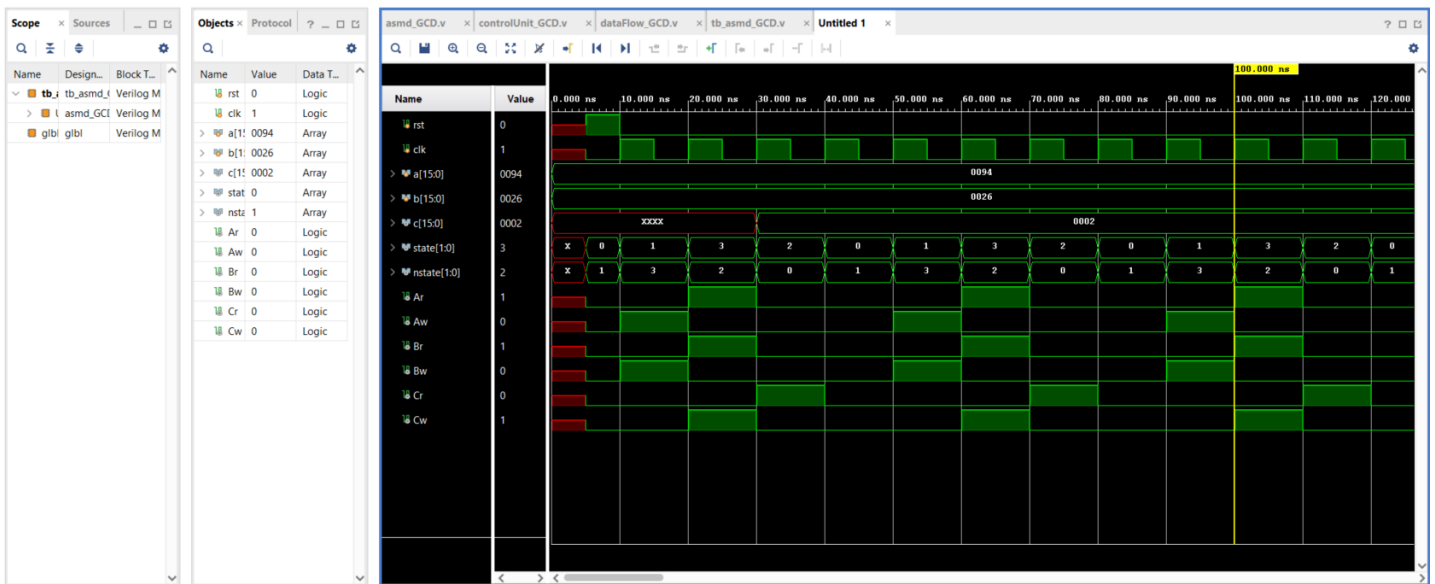 Scope × Sources
Name Design... Block T...
tb_a tb_asmd_( Verilog M
asmd_GCD Verilog M
glbl glbl Verilog M
Objects × Protocol ?
Name Value Data T...
rst 0 Logic
clk 1 Logic
a[15 0094 Array
b[1: 0026 Array
c[15 0002 Array
stat 0 Array
nsta 1 Array
Ar 0 Logic
Aw 0 Logic
Br 0 Logic
Bw 0 Logic
Cr 0 Logic
Cw 0 Logic
asmd_GCD.v × controlUnit_GCD.v × dataFlow_GCD.v × tb_asmd_GCD.v × Untitled 1 × ?
100.000 ns
Name Value 0.000 ns 10.000 ns 20.000 ns 30.000 ns 40.000 ns 50.000 ns 60.000 ns 70.000 ns 80.000 ns 90.000 ns 100.000 ns 110.000 ns 120.000
rst 0
clk 1
a[15:0] 0094 0094
b[15:0] 0026 0026
c[15:0] 0002 XXXX 0002
state[1:0] 3 X 0 1 3 2 0 1 3 2 0 1 3 2 0
nstate[1:0] 2 X 1 3 2 0 1 3 2 0 1 3 2 0 1
Ar 1
Aw 0
Br 1
Bw 0
Cr 0
Cw 1